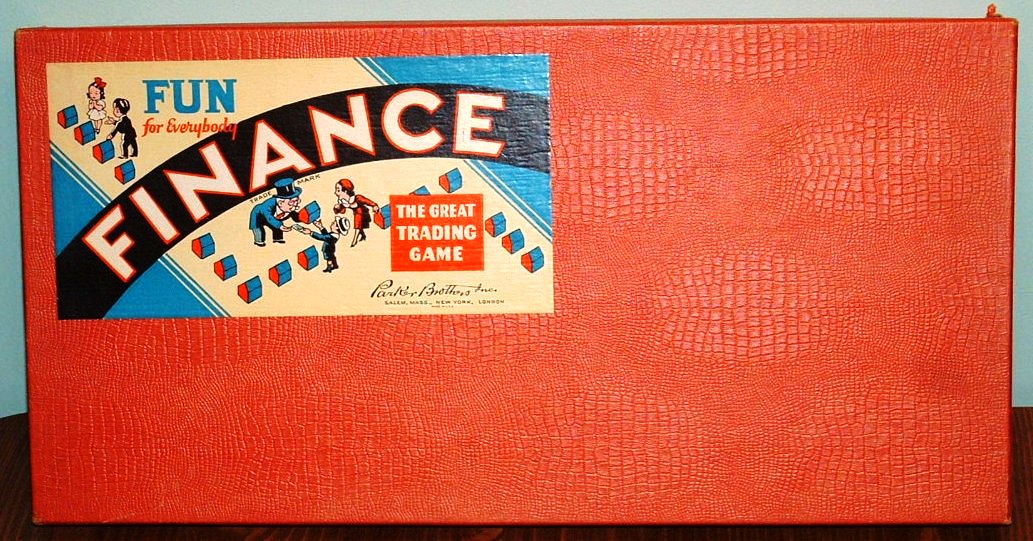 FUN
for Everybody
FINANCE
TRADE MARK
THE GREAT
TRADING
GAME
Parker Brothers Inc.
SALEM, MASS., NEW YORK, LONDON